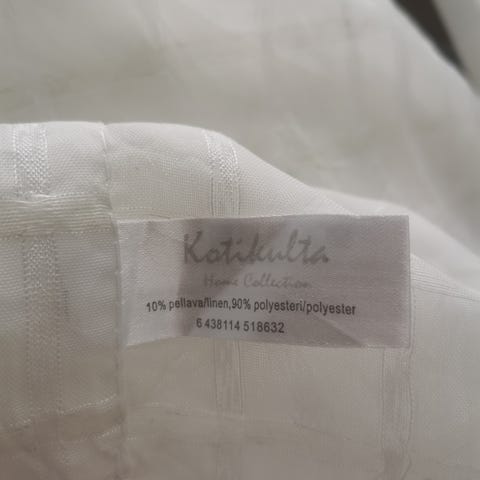 Kotikulta
Home Collection
10% pellava/linen,90% polyesteri/polyester
6 438114 518632